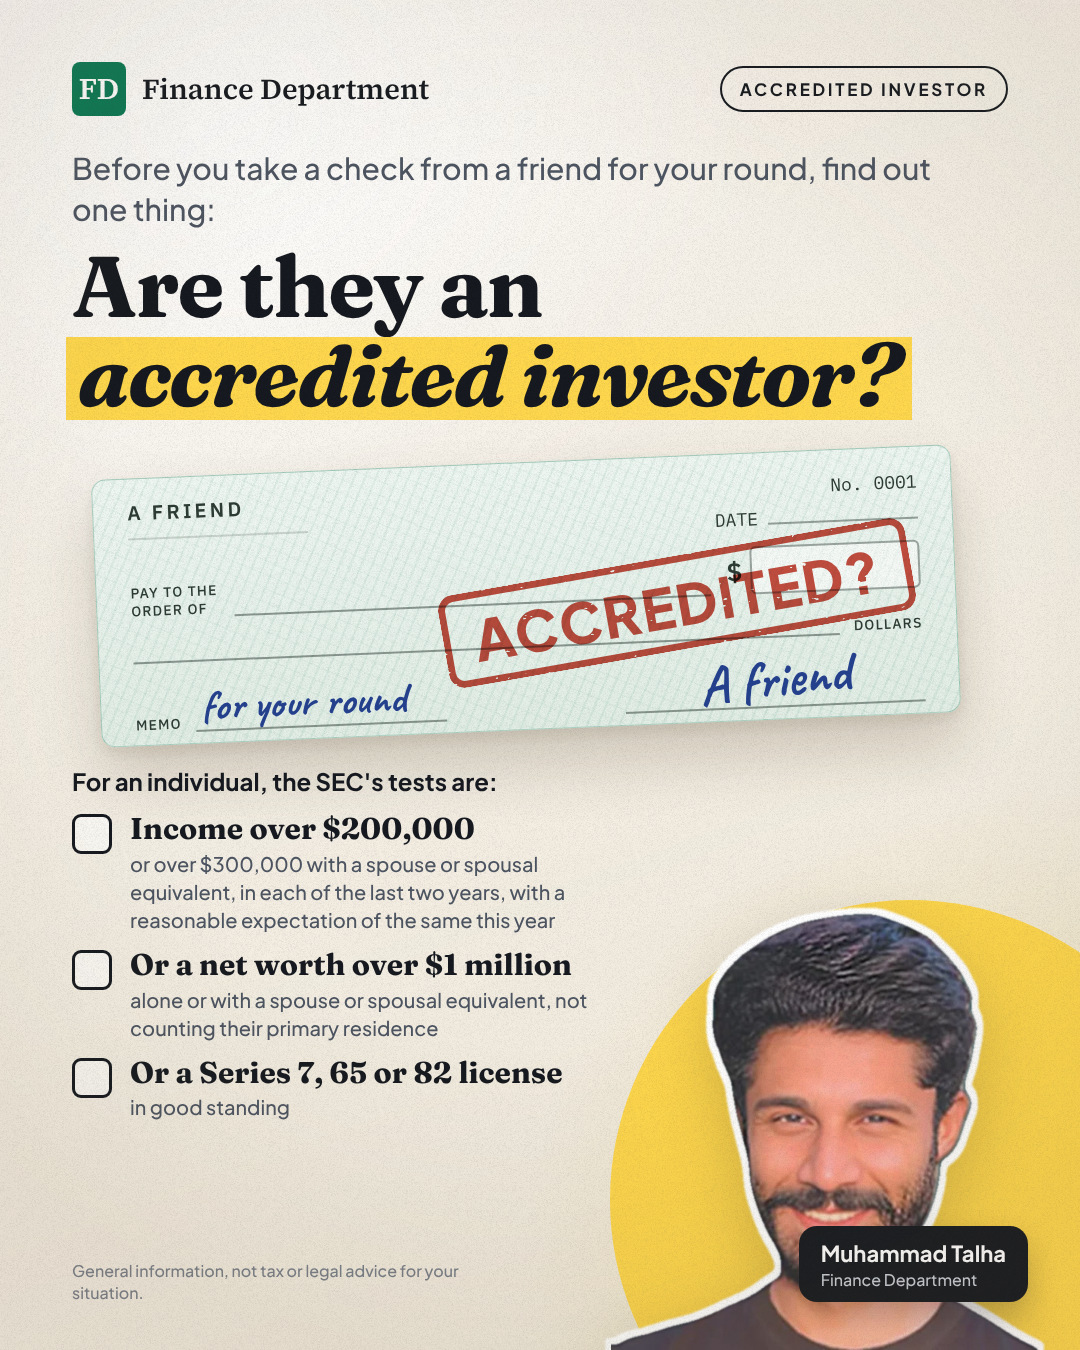 FD Finance Department
ACCREDITED INVESTOR
Before you take a check from a friend for your round, find out
one thing:
Are they an
accredited investor?
A FRIEND
No. 0001
DATE
$
PAY TO THE
ORDER OF
ACCREDITED?
DOLLARS
MEMO for your round
A friend
For an individual, the SEC's tests are:
Income over $200,000
or over $300,000 with a spouse or spousal
equivalent, in each of the last two years, with a
reasonable expectation of the same this year
Or a net worth over $1 million
alone or with a spouse or spousal equivalent, not
counting their primary residence
Or a Series 7, 65 or 82 license
in good standing
Muhammad Talha
Finance Department
General information, not tax or legal advice for your
situation.